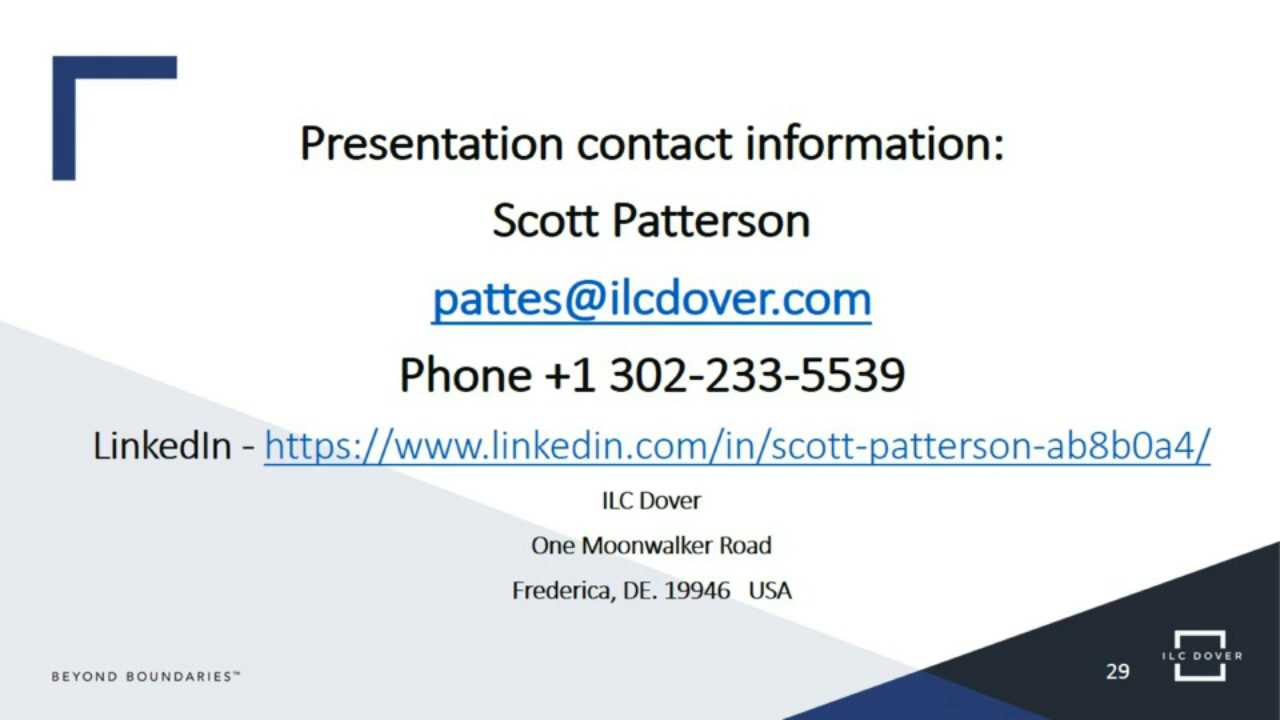 Presentation contact information:
Scott Patterson
pattes@ilcdover.com
Phone +1 302-233-5539
LinkedIn - https://www.linkedin.com/in/scott-patterson-ab8b0a4/
ILC Dover
One Moonwalker Road
Frederica, DE. 19946 USA
BEYOND BOUNDARIES™
29
ILC DOVER